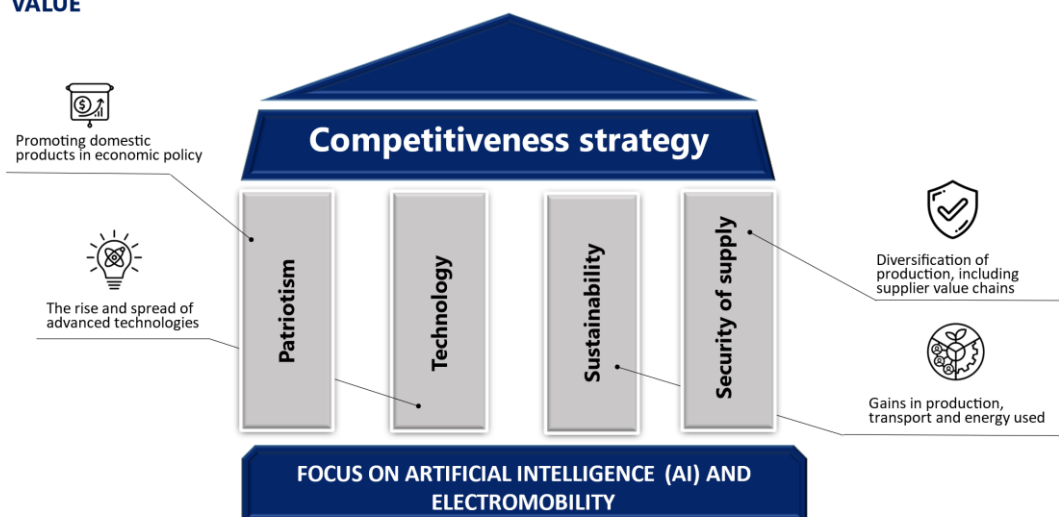 VALUE
Competitiveness strategy
Promoting domestic
products in economic policy
The rise and spread of
advanced technologies
Patriotism
Technology
Sustainability
Security of supply
Diversification of
production, including
supplier value chains
Gains in production,
transport and energy used
FOCUS ON ARTIFICIAL INTELLIGENCE (AI) AND
ELECTROMOBILITY